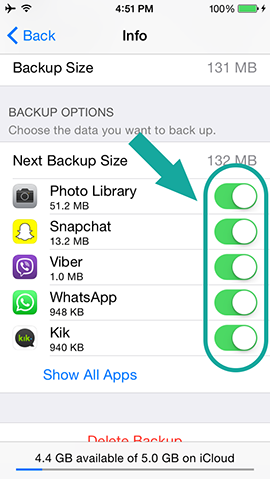 4:51 PM 100%
Back Info
Backup Size 131 MB
BACKUP OPTIONS
Choose the data you want to back up.
Next Backup Size 132 MB
Photo Library
51.2 MB
Snapchat
13.2 MB
Viber
1.0 MB
WhatsApp
948 KB
kik
Kik
940 KB
Show All Apps
Delete Backup
4.4 GB available of 5.0 GB on iCloud